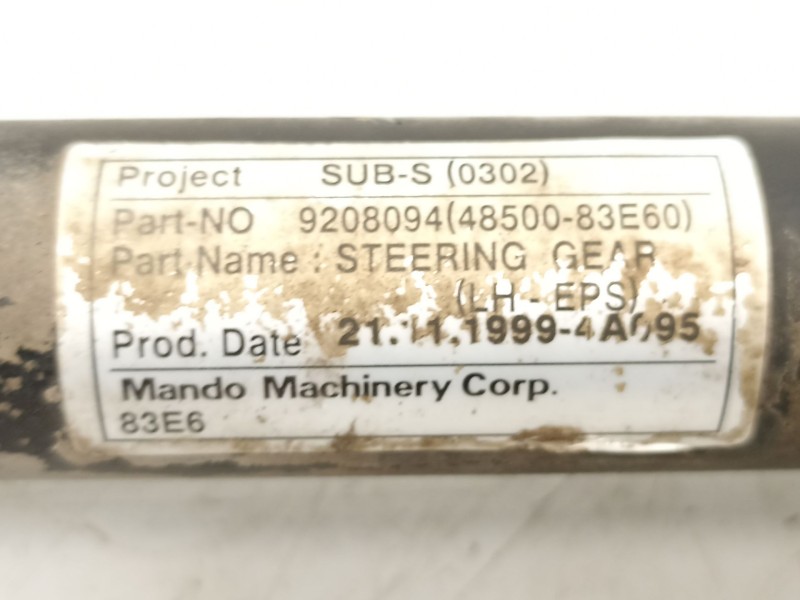 Project SUB-S (0302)
Part-NO 9208094(48500-83E60)
Part Name : STEERING GEAR
(LH-EPS)
Prod. Date 21.11.1999-4A095
Mando Machinery Corp.
83E6